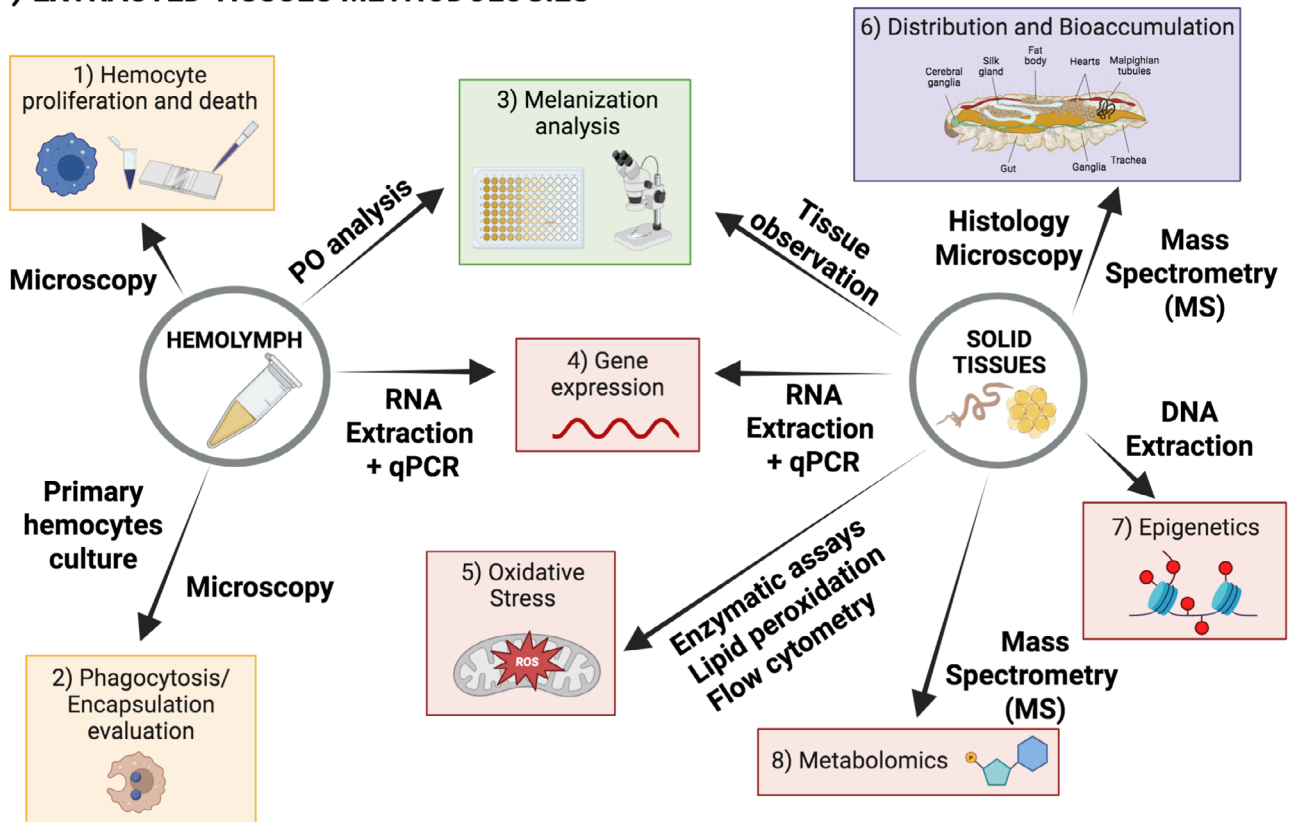 ) EXTRACTED TISSUES METHODOLOGIES
1) Hemocyte
proliferation and death
Microscopy
PO analysis
3) Melanization
analysis
6) Distribution and Bioaccumulation
Cerebral
ganglia
Silk
gland
Fat
body
Hearts
Malpighian
tubules
Gut
Ganglia
Trachea
Tissue
observation
Histology
Microscopy
Mass
Spectrometry
(MS)
HEMOLYMPH
RNA
Extraction
+ qPCR
4) Gene
expression
RNA
Extraction
+ qPCR
SOLID
TISSUES
DNA
Extraction
7) Epigenetics
Primary
hemocytes
culture
Microscopy
2) Phagocytosis/
Encapsulation
evaluation
5) Oxidative
Stress
ROS
Enzymatic assays
Lipid peroxidation
Flow cytometry
Mass
Spectrometry
(MS)
8) Metabolomics
P